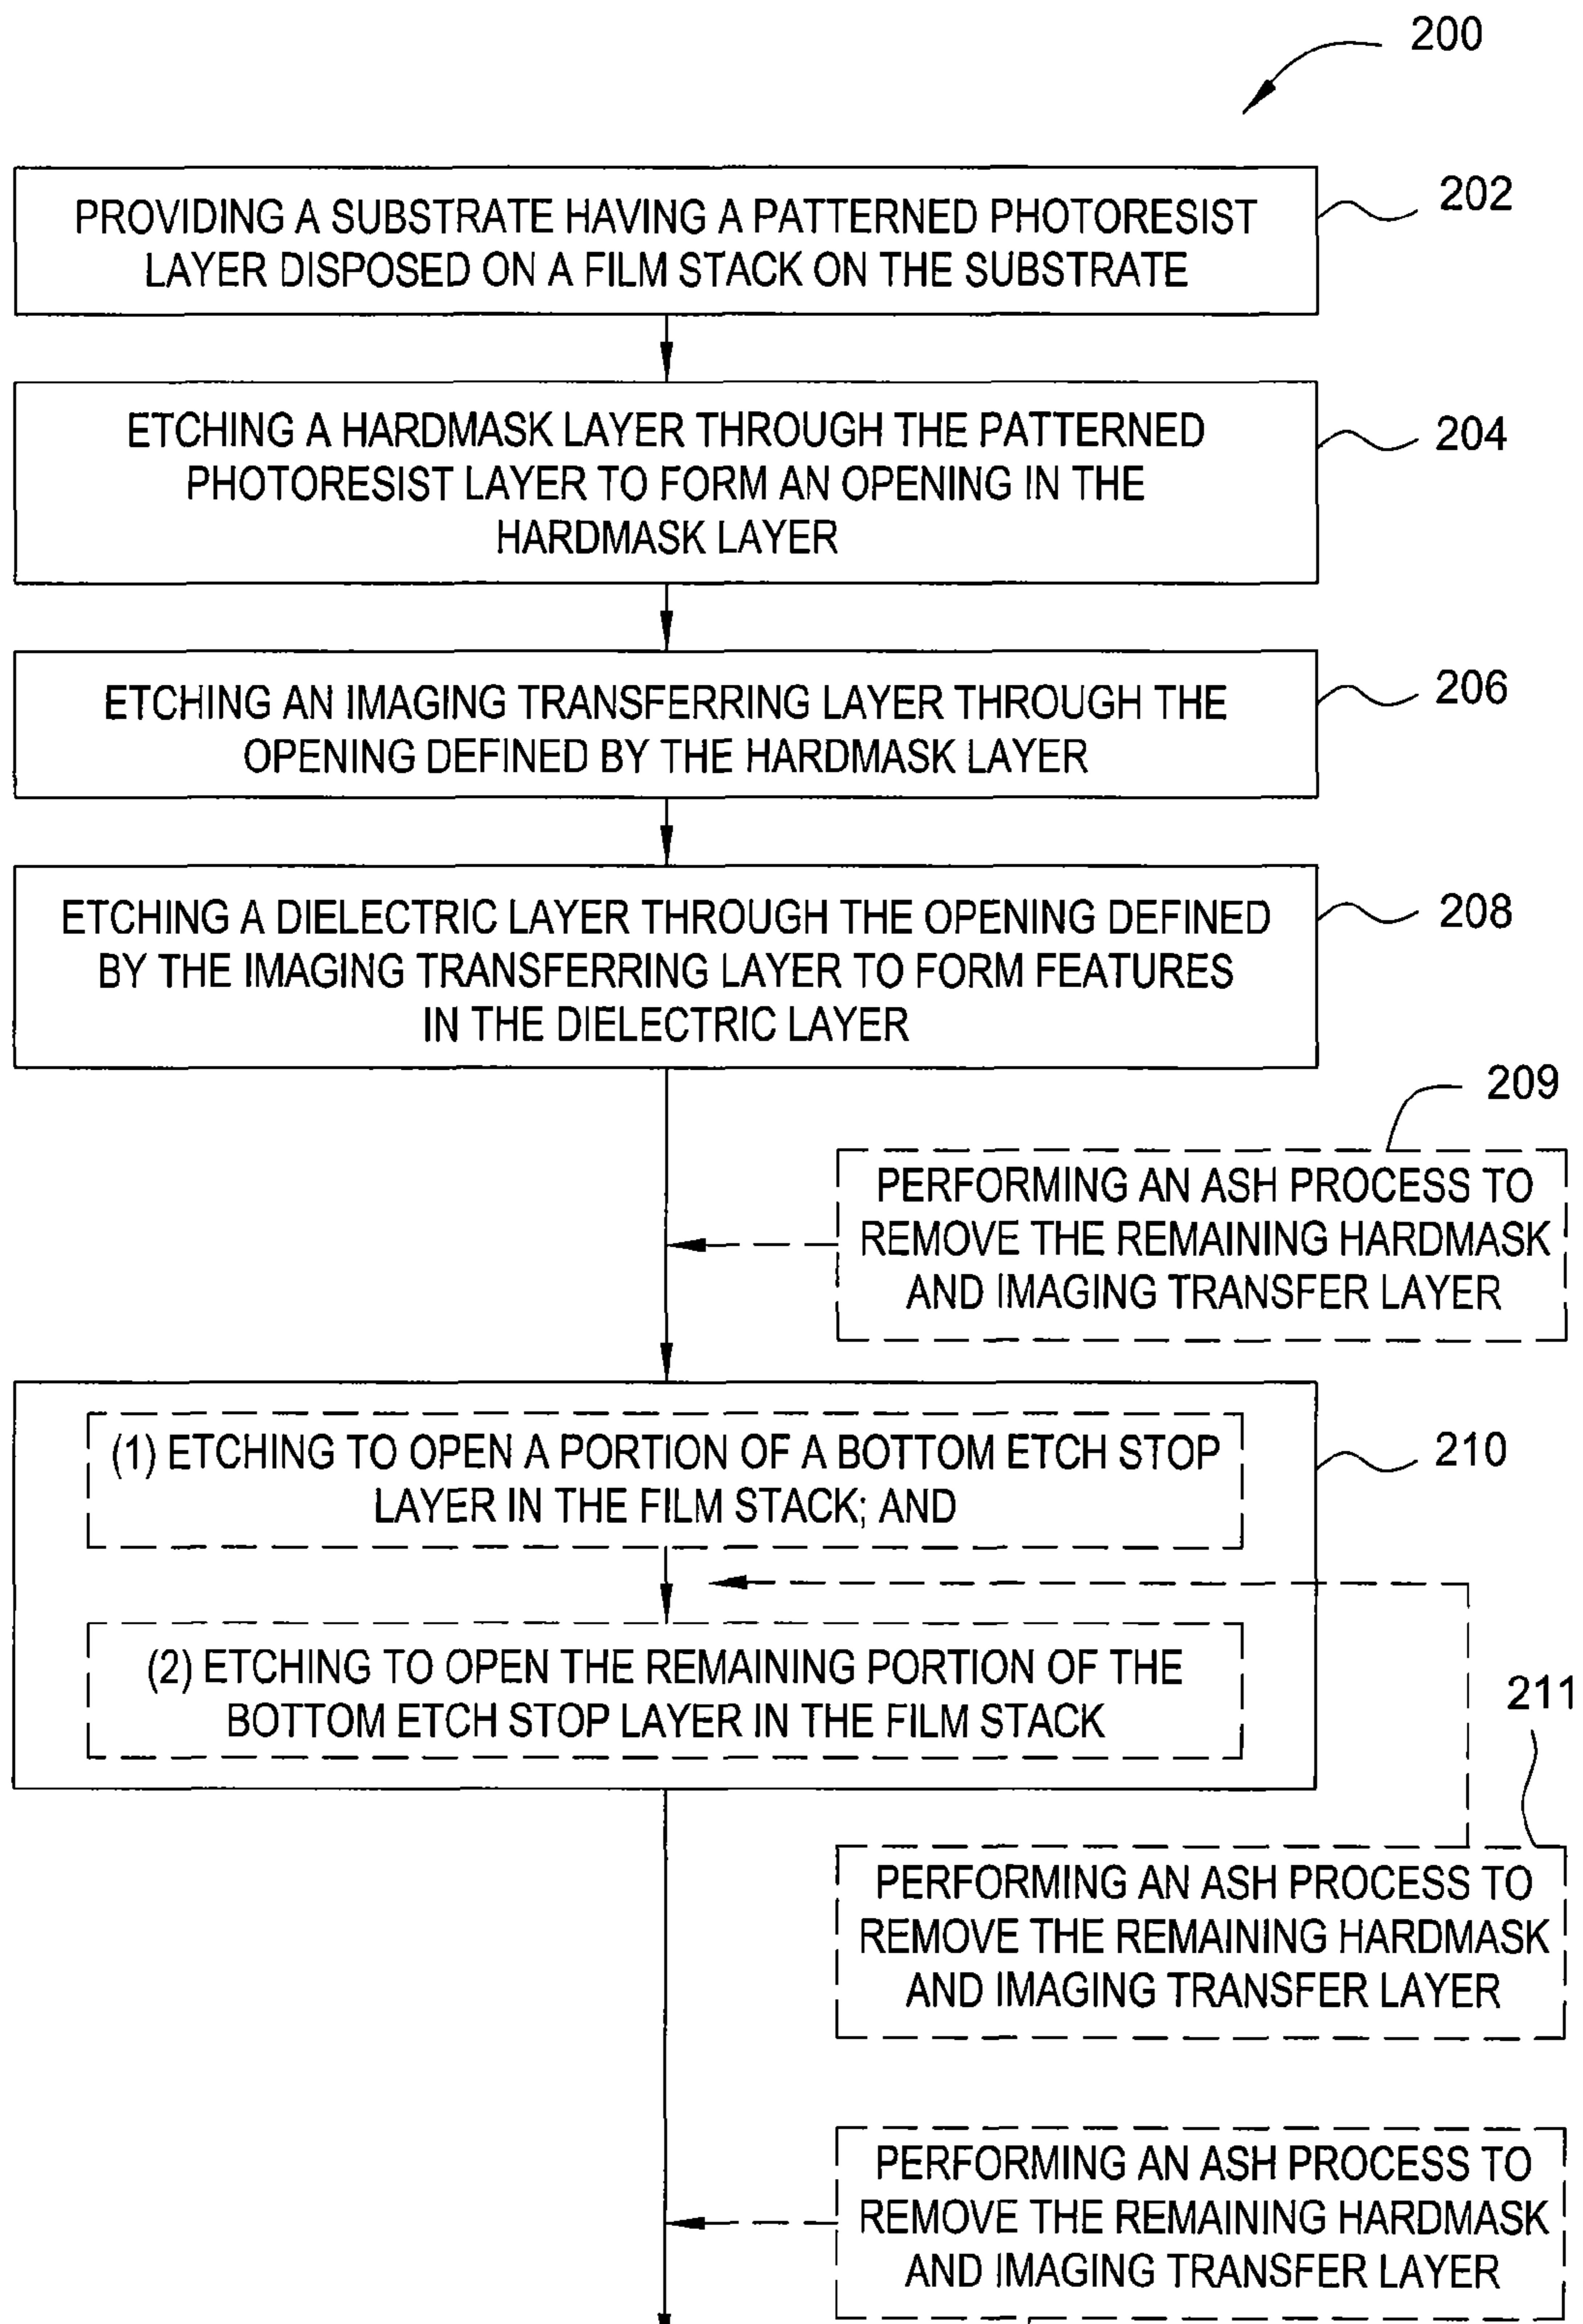 200
PROVIDING A SUBSTRATE HAVING A PATTERNED PHOTORESIST
LAYER DISPOSED ON A FILM STACK ON THE SUBSTRATE
202
ETCHING A HARDMASK LAYER THROUGH THE PATTERNED
PHOTORESIST LAYER TO FORM AN OPENING IN THE
HARDMASK LAYER
204
ETCHING AN IMAGING TRANSFERRING LAYER THROUGH THE
OPENING DEFINED BY THE HARDMASK LAYER
206
ETCHING A DIELECTRIC LAYER THROUGH THE OPENING DEFINED
BY THE IMAGING TRANSFERRING LAYER TO FORM FEATURES
IN THE DIELECTRIC LAYER
208
209
PERFORMING AN ASH PROCESS TO
REMOVE THE REMAINING HARDMASK
AND IMAGING TRANSFER LAYER
(1) ETCHING TO OPEN A PORTION OF A BOTTOM ETCH STOP
LAYER IN THE FILM STACK; AND
210
(2) ETCHING TO OPEN THE REMAINING PORTION OF THE
BOTTOM ETCH STOP LAYER IN THE FILM STACK
211
PERFORMING AN ASH PROCESS TO
REMOVE THE REMAINING HARDMASK
AND IMAGING TRANSFER LAYER
PERFORMING AN ASH PROCESS TO
REMOVE THE REMAINING HARDMASK
AND IMAGING TRANSFER LAYER